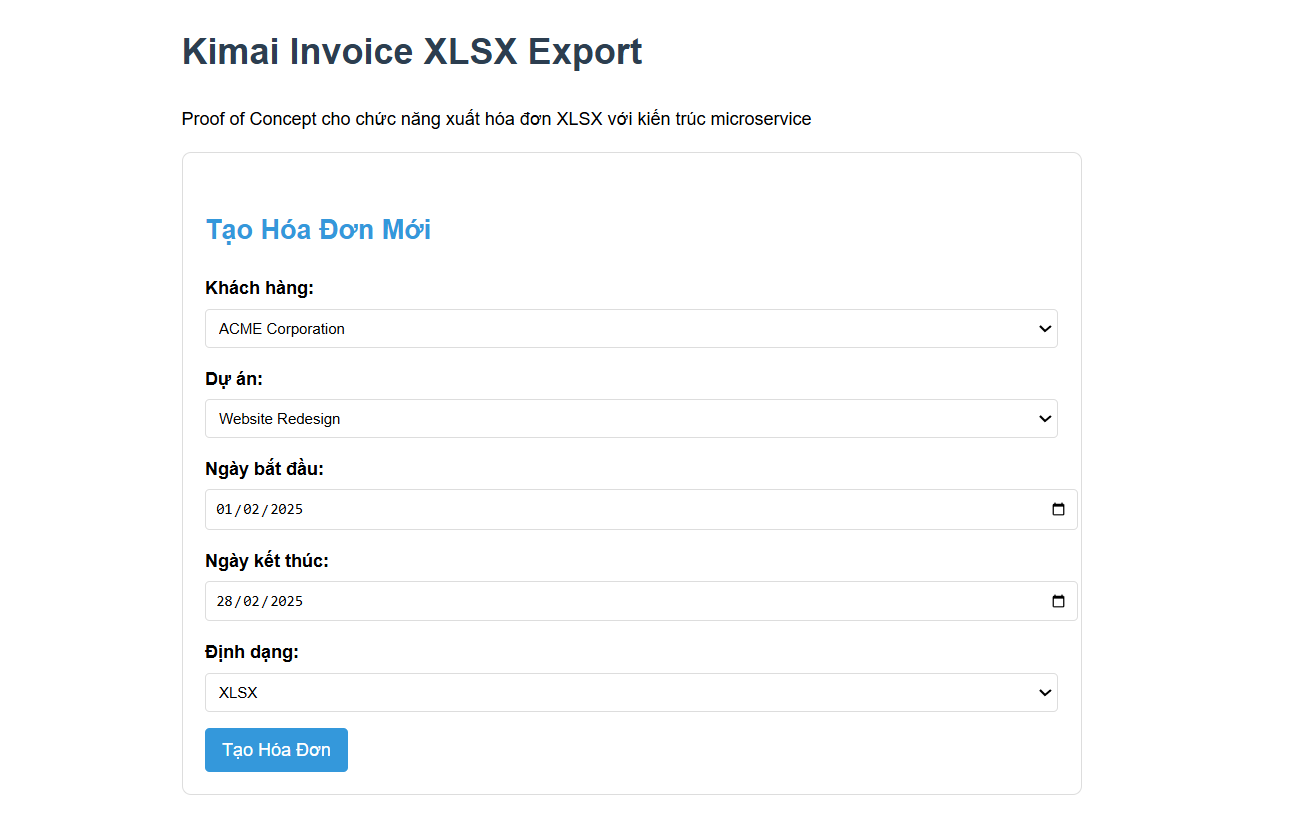 Kimai Invoice XLSX Export
Proof of Concept cho chức năng xuất hóa đơn XLSX với kiến trúc microservice
Tạo Hóa Đơn Mới
Khách hàng:
ACME Corporation
Dự án:
Website Redesign
Ngày bắt đầu:
01/02/2025
Ngày kết thúc:
28/02/2025
Định dạng:
XLSX
Tạo Hóa Đơn